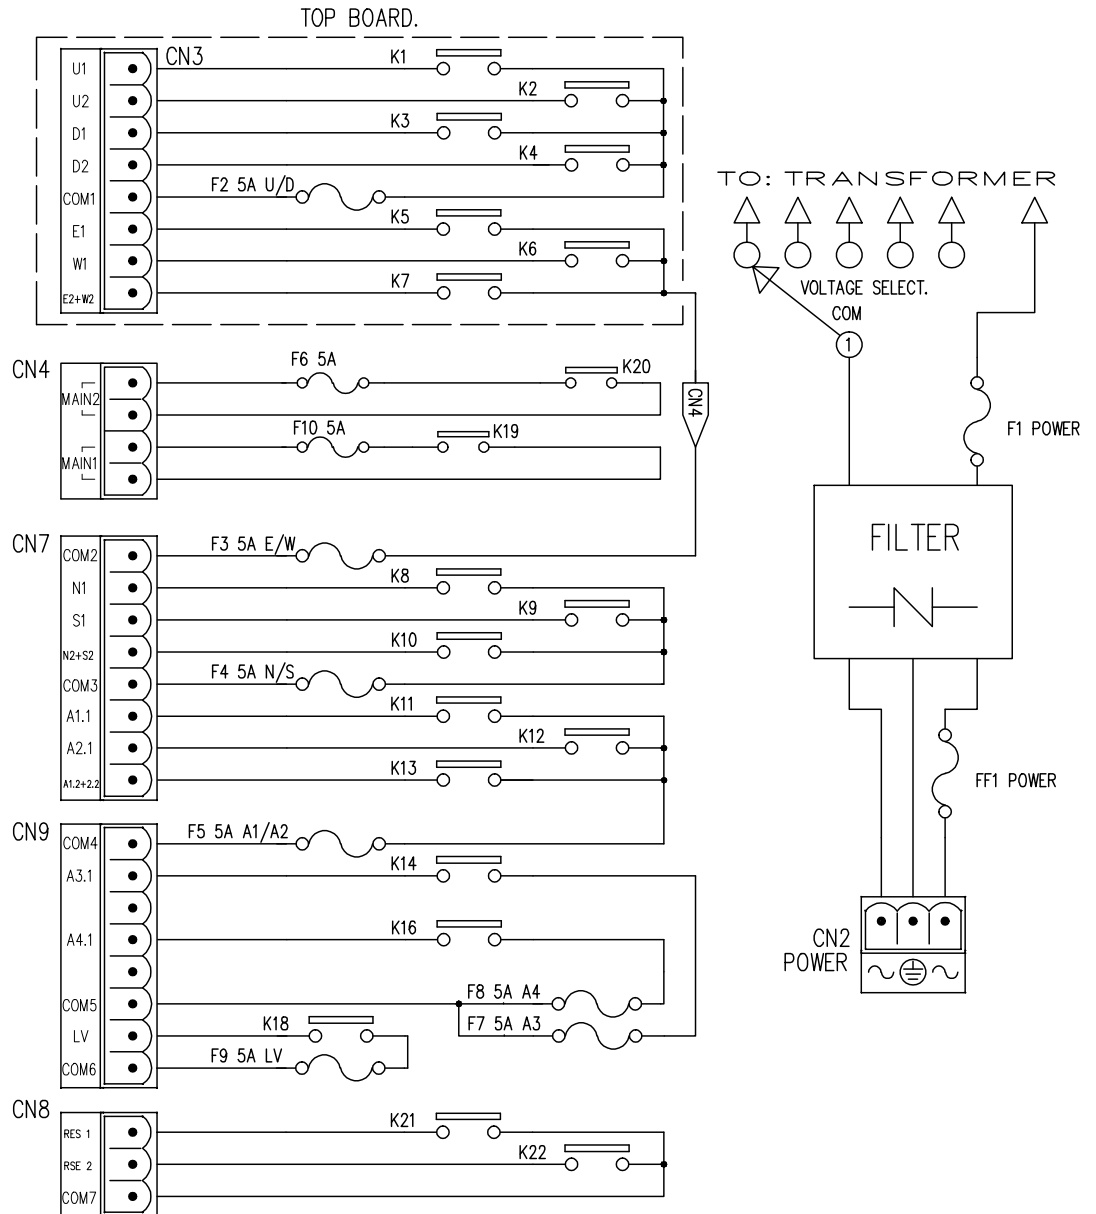 TOP BOARD.
CN3
U1
K1
U2
K2
D1
K3
D2
K4
COM1
F2 5A U/D
E1
K5
W1
K6
E2+W2
K7
CN4
MAIN2
F6 5A
K20
MAIN1
F10 5A
K19
CN4
CN7
COM2
F3 5A E/W
N1
K8
S1
K9
N2+S2
K10
COM3
F4 5A N/S
A1.1
K11
A2.1
K12
A1.2+2.2
K13
CN9
COM4
F5 5A A1/A2
A3.1
K14
A4.1
K16
COM5
F8 5A A4
F7 5A A3
LV
K18
COM6
F9 5A LV
CN8
RES 1
K21
RSE 2
K22
COM7
TO: TRANSFORMER
VOLTAGE SELECT.
COM
1
F1 POWER
FILTER
FF1 POWER
CN2
POWER